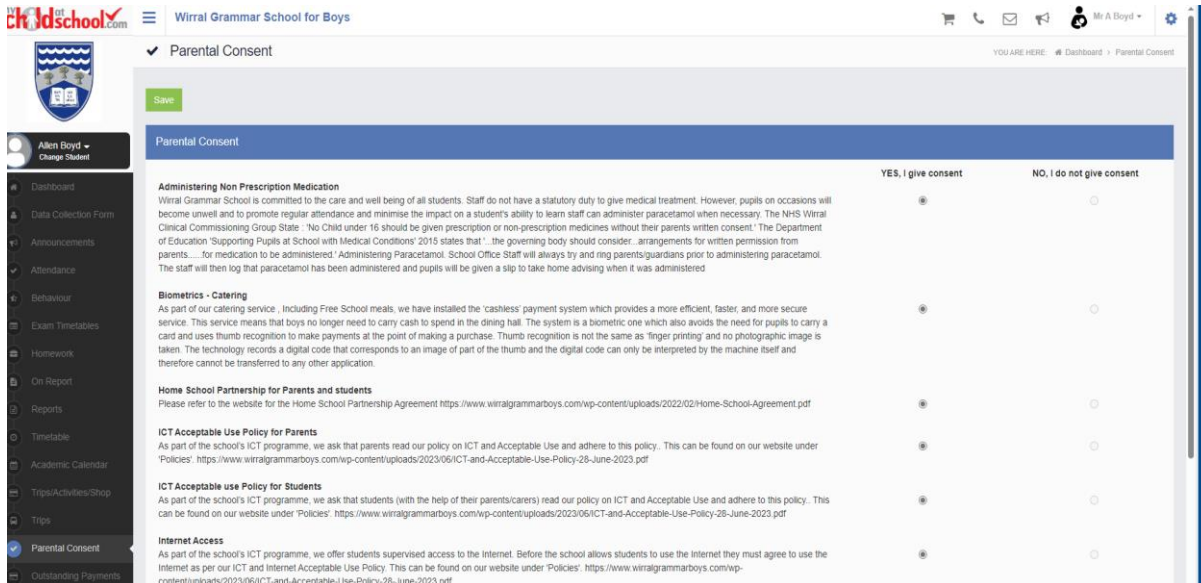 my
childatschool.com
Wirral Grammar School for Boys
Mr A Boyd
Parental Consent
YOU ARE HERE: Dashboard > Parental Consent
Save
Allen Boyd
Change Student
Dashboard
Data Collection Form
Announcements
Attendance
Behaviour
Exam Timetables
Homework
On Report
Reports
Timetable
Academic Calendar
Trips/Activities/Shop
Trips
Parental Consent
Outstanding Payments
Parental Consent
YES, I give consent
NO, I do not give consent
Administering Non Prescription Medication
Wirral Grammar School is committed to the care and well being of all students. Staff do not have a statutory duty to give medical treatment. However, pupils on occasions will
become unwell and to promote regular attendance and minimise the impact on a student's ability to learn staff can administer paracetamol when necessary. The NHS Wirral
Clinical Commissioning Group State : 'No Child under 16 should be given prescription or non-prescription medicines without their parents written consent.' The Department
of Education 'Supporting Pupils at School with Medical Conditions' 2015 states that '...the governing body should consider...arrangements for written permission from
parents......for medication to be administered.' Administering Paracetamol. School Office Staff will always try and ring parents/guardians prior to administering paracetamol.
The staff will then log that paracetamol has been administered and pupils will be given a slip to take home advising when it was administered
Biometrics - Catering
As part of our catering service , Including Free School meals, we have installed the 'cashless' payment system which provides a more efficient, faster, and more secure
service. This service means that boys no longer need to carry cash to spend in the dining hall. The system is a biometric one which also avoids the need for pupils to carry a
card and uses thumb recognition to make payments at the point of making a purchase. Thumb recognition is not the same as 'finger printing' and no photographic image is
taken. The technology records a digital code that corresponds to an image of part of the thumb and the digital code can only be interpreted by the machine itself and
therefore cannot be transferred to any other application.
Home School Partnership for Parents and students
Please refer to the website for the Home School Partnership Agreement https://www.wirralgrammarboys.com/wp-content/uploads/2022/02/Home-School-Agreement.pdf
ICT Acceptable Use Policy for Parents
As part of the school's ICT programme, we ask that parents read our policy on ICT and Acceptable Use and adhere to this policy.. This can be found on our website under
'Policies'. https://www.wirralgrammarboys.com/wp-content/uploads/2023/06/ICT-and-Acceptable-Use-Policy-28-June-2023.pdf
ICT Acceptable use Policy for Students
As part of the school's ICT programme, we ask that students (with the help of their parents/carers) read our policy on ICT and Acceptable Use and adhere to this policy.. This
can be found on our website under 'Policies'. https://www.wirralgrammarboys.com/wp-content/uploads/2023/06/ICT-and-Acceptable-Use-Policy-28-June-2023.pdf
Internet Access
As part of the school's ICT programme, we offer students supervised access to the Internet. Before the school allows students to use the Internet they must agree to use the
Internet as per our ICT and Internet Acceptable Use Policy. This can be found on our website under 'Policies'. https://www.wirralgrammarboys.com/wp-
content/uploads/2023/06/ICT-and-Acceptable-Use-Policy-28-June-2023.pdf